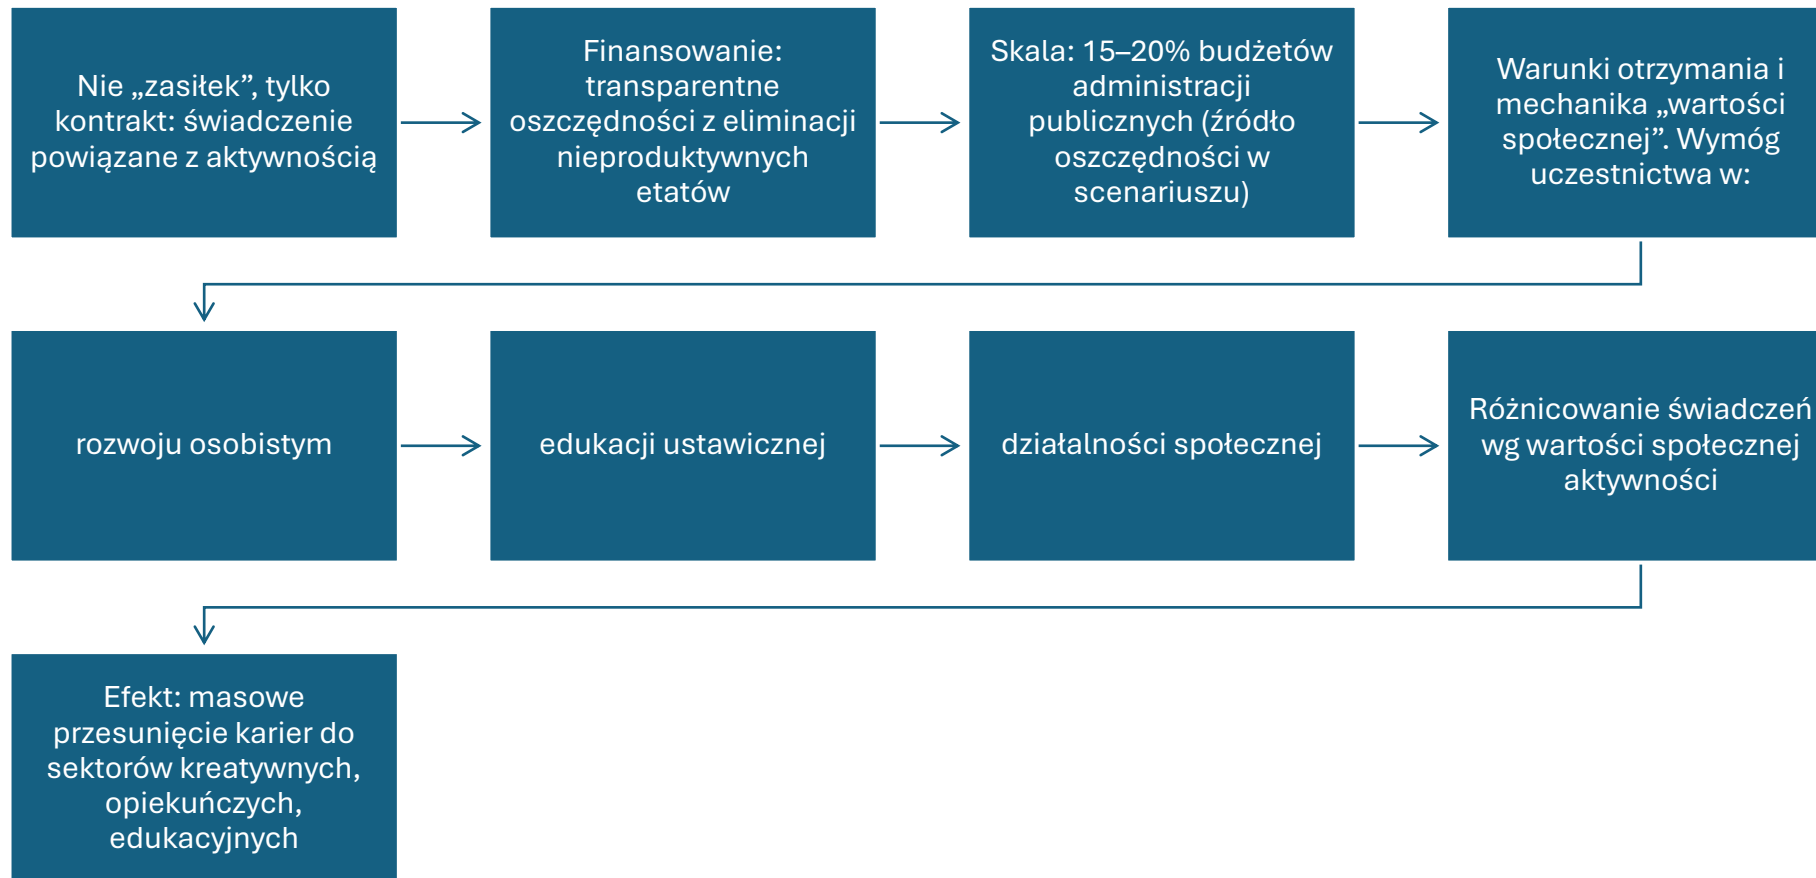 Nie „zasiłek”, tylko
kontrakt: świadczenie
powiązane z aktywnością
Finansowanie:
transparentne
oszczędności z eliminacji
nieproduktywnych
etatów
Skala: 15–20% budżetów
administracji
publicznych (źródło
oszczędności w
scenariuszu)
Warunki otrzymania i
mechanika „wartości
społecznej”. Wymóg
uczestnictwa w:
rozwoju osobistym
edukacji ustawicznej
działalności społecznej
Różnicowanie świadczeń
wg wartości społecznej
aktywności
Efekt: masowe
przesunięcie karier do
sektorów kreatywnych,
opiekuńczych,
edukacyjnych